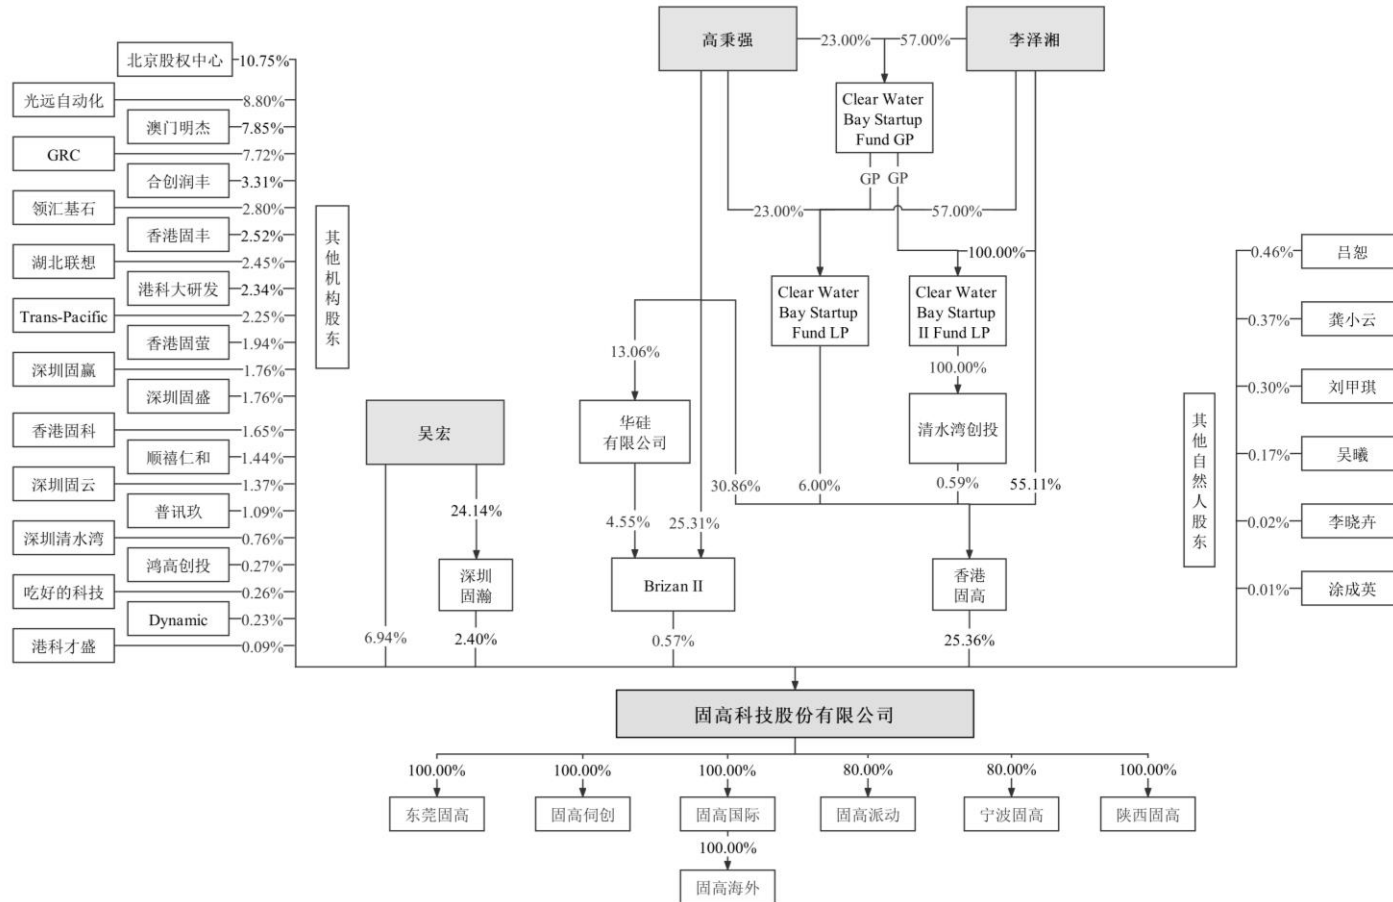 高秉强
23.00%
57.00%
李泽湘
北京股权中心
10.75%
光远自动化
8.80%
澳门明杰
7.85%
GRC
7.72%
合创润丰
3.31%
领汇基石
2.80%
香港固丰
2.52%
湖北联想
2.45%
港科大研发
2.34%
Trans-Pacific
2.25%
香港固萤
1.94%
深圳固赢
1.76%
深圳固盛
1.76%
香港固科
1.65%
顺禧仁和
1.44%
深圳固云
1.37%
普讯玖
1.09%
深圳清水湾
0.76%
鸿高创投
0.27%
吃好的科技
0.26%
Dynamic
0.23%
港科才盛
0.09%
其他机构股东
Clear Water
Bay Startup
Fund GP
GP
GP
23.00%
57.00%
100.00%
Clear Water
Bay Startup
Fund LP
Clear Water
Bay Startup
II Fund LP
13.06%
100.00%
吴宏
华硅
有限公司
清水湾创投
24.14%
30.86%
6.00%
0.59%
55.11%
4.55%
25.31%
深圳
固瀚
Brizan II
香港
固高
6.94%
2.40%
0.57%
25.36%
其他自然人股东
0.46%
吕恕
0.37%
龚小云
0.30%
刘甲琪
0.17%
吴曦
0.02%
李晓卉
0.01%
涂成英
固高科技股份有限公司
100.00%
100.00%
100.00%
80.00%
80.00%
100.00%
东莞固高
固高伺创
固高国际
固高派动
宁波固高
陕西固高
100.00%
固高海外